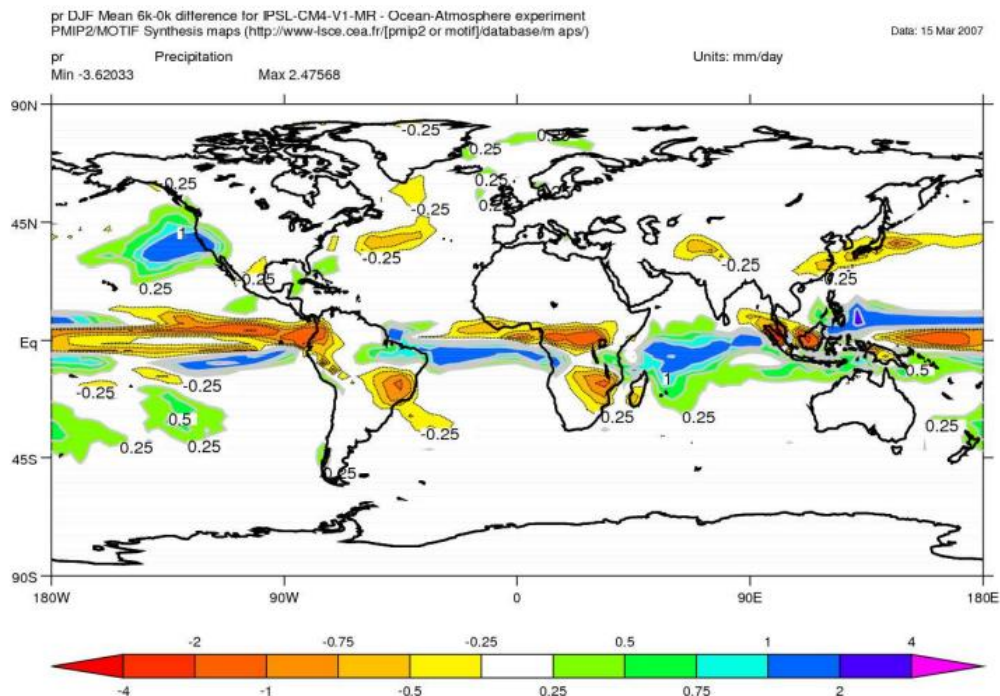 pr DJF Mean 6k-0k difference for IPSL-CM4-V1-MR - Ocean-Atmosphere experiment
PMIP2/MOTIF Synthesis maps (http://www-lsce.cea.fr/[pmip2 or motif]/database/m aps/)
Data: 15 Mar 2007
pr Precipitation Units: mm/day
Min -3.62033 Max 2.47568
90N
-0.25 0.25
0.25
0.25 0.25 0.25
0.25 -0.25
45N
1 -0.25
0.25 0.25 -0.25 0.25
Eq
-0.25 -0.25 1 0.5
0.5 0.25 0.25
0.25 0.25 -0.25 0.25
45S
0.25
90S
180W 90W 0 90E 180E
-2 -0.75 -0.25 0.5 1 4
-4 -1 -0.5 0.25 0.75 2